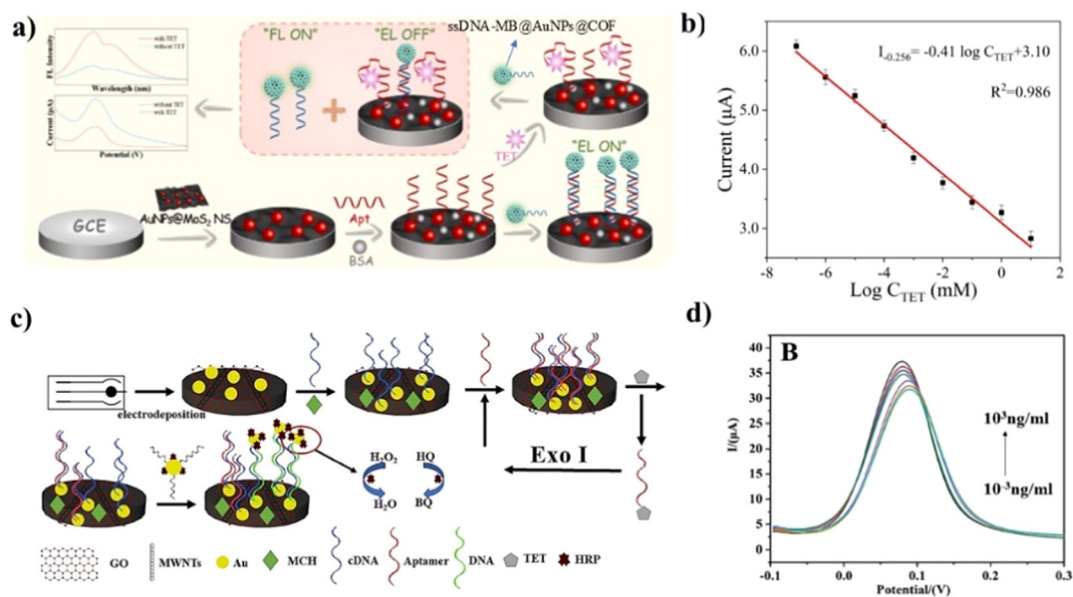 a)
ssDNA-MB@AuNPs@COF
"FL ON"
"EL OFF"
with TET
without TET
FL Intensity
Wavelength (nm)
without TET
with TET
Current (μA)
Potential (V)
TET
"EL ON"
GCE
AuNPs@MoS2 NS
Apt
BSA
b)
I-0.256= -0.41 log CTET+3.10
R2=0.986
6.0
5.0
4.0
3.0
Current (μA)
-8
-6
-4
-2
0
2
Log CTET (mM)
c)
electrodeposition
Exo I
H2O2
HQ
H2O
BQ
GO
MWNTs
Au
MCH
cDNA
Aptamer
DNA
TET
HRP
d)
B
40
35
30
25
20
15
10
5
0
I/(μA)
10³ng/ml
10⁻³ng/ml
-0.1
0.0
0.1
0.2
0.3
Potential/(V)